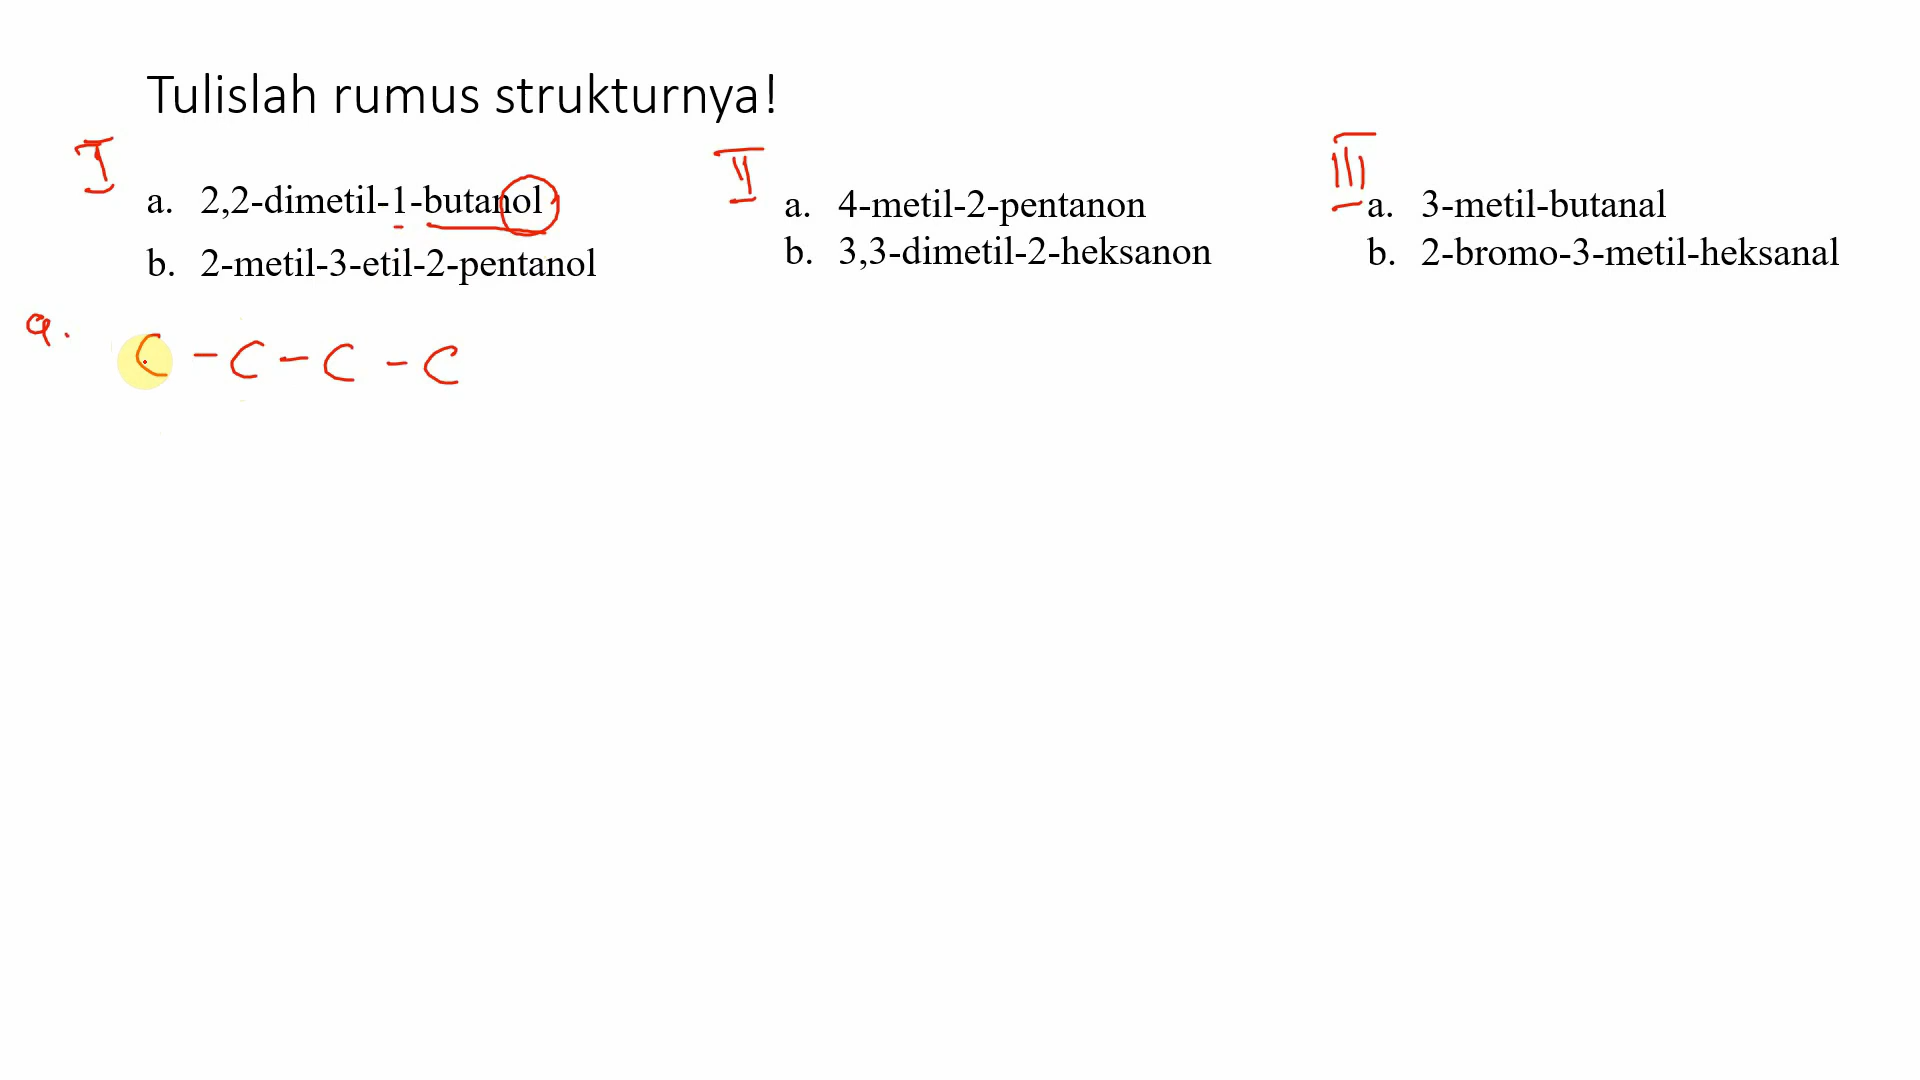 Tulislah rumus strukturnya!
I
a. 2,2-dimetil-1-butanol
b. 2-metil-3-etil-2-pentanol
II
a. 4-metil-2-pentanon
b. 3,3-dimetil-2-heksanon
III
a. 3-metil-butanal
b. 2-bromo-3-metil-heksanal
a. C - C - C - C